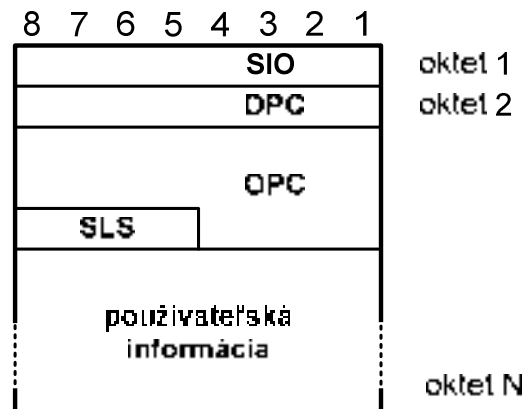 8 7 6 5 4 3 2 1
SIO oktet 1
DPC oktet 2
OPC
SLS
používateľská
informácia
oktet N